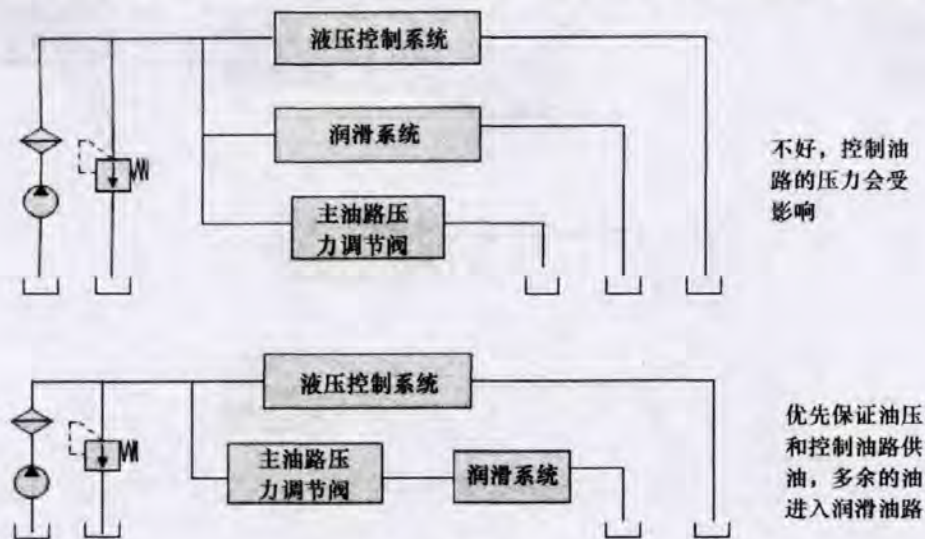 液压控制系统
润滑系统
主油路压
力调节阀
不好，控制油
路的压力会受
影响
液压控制系统
主油路压
力调节阀
润滑系统
优先保证油压
和控制油路供
油，多余的油
进入润滑油路